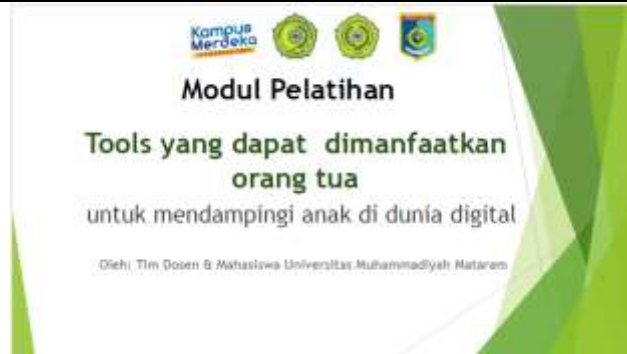 Kampus
Merdeka
Modul Pelatihan
Tools yang dapat dimanfaatkan
orang tua
untuk mendampingi anak di dunia digital
Oleh: Tim Dosen & Mahasiswa Universitas Muhammadiyah Mataram